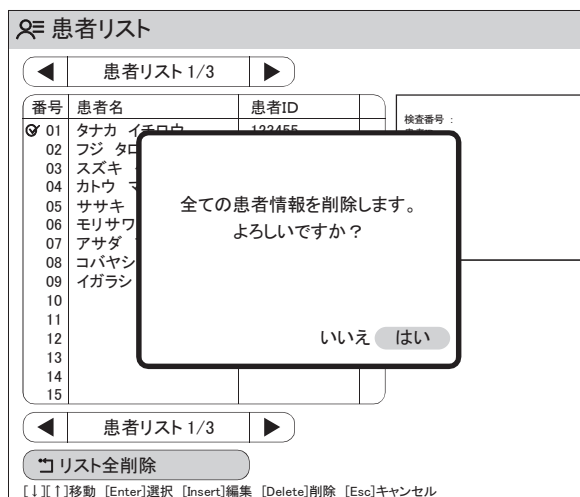 患者リスト
患者リスト 1/3
番号 患者名 患者ID
検査番号 :
01 タナカ イチロウ 123455
02 フジ タロ
03 スズキ
04 カトウ マ
05 ササキ
06 モリサワ
07 アサダ
08 コバヤシ
09 イガラシ
10
11
12
13
14
15
全ての患者情報を削除します。
よろしいですか?
いいえ はい
患者リスト 1/3
リスト全削除
[↓][↑]移動 [Enter]選択 [Insert]編集 [Delete]削除 [Esc]キャンセル